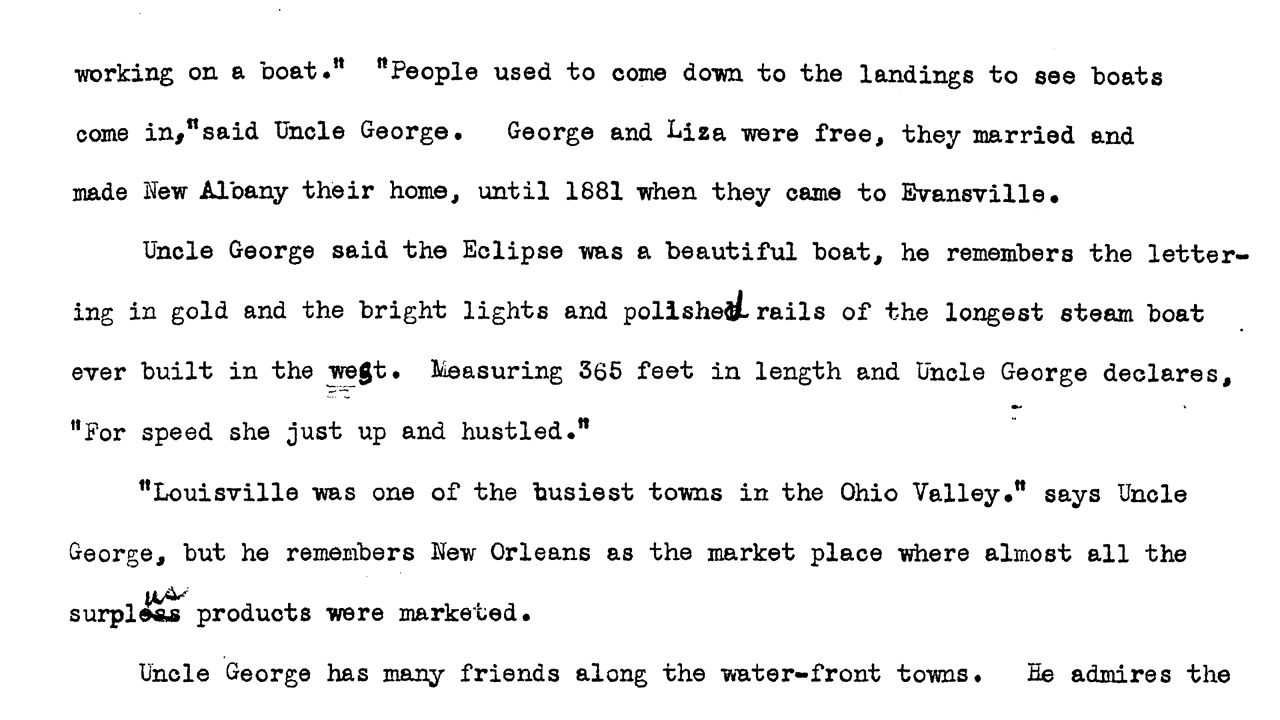 working on a boat." "People used to come down to the landings to see boats
come in,"said Uncle George. George and Liza were free, they married and
made New Albany their home, until 1881 when they came to Evansville.
Uncle George said the Eclipse was a beautiful boat, he remembers the letter-
ing in gold and the bright lights and polished rails of the longest steam boat
ever built in the west. Measuring 365 feet in length and Uncle George declares,
"For speed she just up and hustled."
"Louisville was one of the busiest towns in the Ohio Valley." says Uncle
George, but he remembers New Orleans as the market place where almost all the
surplus products were marketed.
Uncle George has many friends along the water-front towns. He admires the